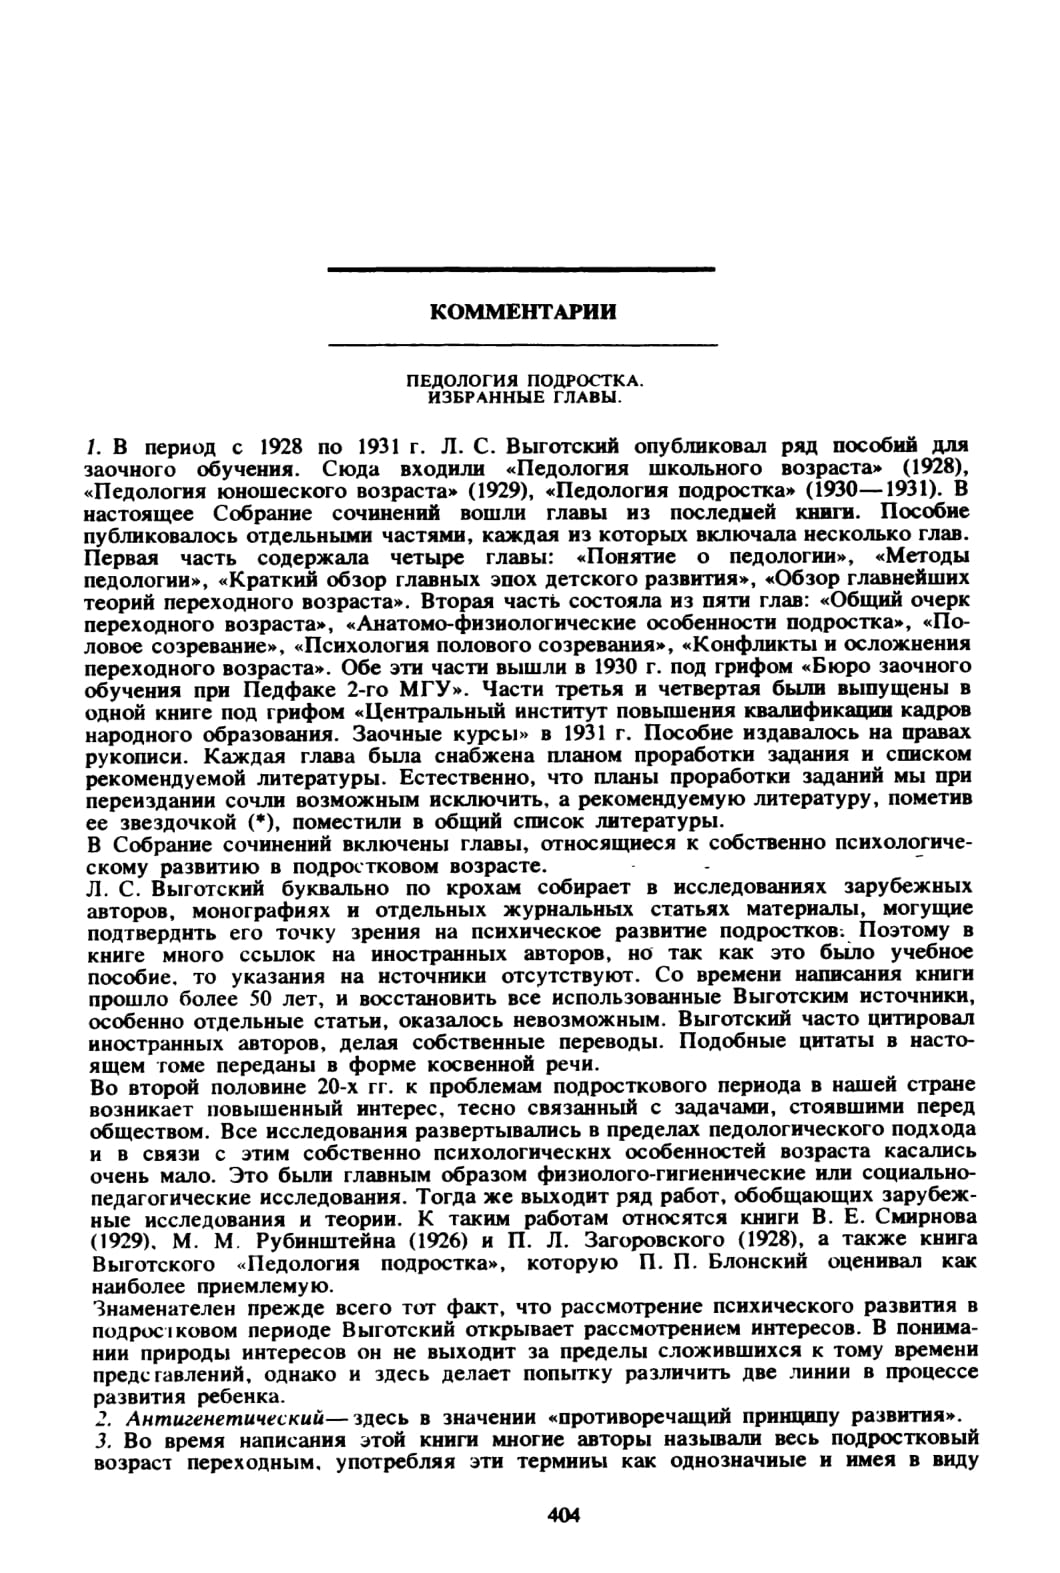 КОММЕНТАРИИ
ПЕДОЛОГИЯ ПОДРОСТКА.
ИЗБРАННЫЕ ГЛАВЫ.
1. В период с 1928 по 1931 г. Л. С. Выготский опубликовал ряд пособий для
заочного обучения. Сюда входили «Педология школьного возраста» (1928),
«Педология юношеского возраста» (1929), «Педология подростка» (1930—1931). В
настоящее Собрание сочинений вошли главы из последней книги. Пособие
публиковалось отдельными частями, каждая из которых включала несколько глав.
Первая часть содержала четыре главы: «Понятие о педологии», «Методы
педологии», «Краткий обзор главных эпох детского развития», «Обзор главнейших
теорий переходного возраста». Вторая часть состояла из пяти глав: «Общий очерк
переходного возраста», «Анатомо-физиологические особенности подростка», «По-
ловое созревание», «Психология полового созревания», «Конфликты и осложнения
переходного возраста». Обе эти части вышли в 1930 г. под грифом «Бюро заочного
обучения при Педфаке 2-го МГУ». Части третья и четвертая были выпущены в
одной книге под грифом «Центральный институт повышения квалификации кадров
народного образования. Заочные курсы» в 1931 г. Пособие издавалось на правах
рукописи. Каждая глава была снабжена планом проработки задания и списком
рекомендуемой литературы. Естественно, что планы проработки заданий мы при
переиздании сочли возможным исключить, а рекомендуемую литературу, пометив
ее звездочкой (*), поместили в общий список литературы.
В Собрание сочинений включены главы, относящиеся к собственно психологиче-
скому развитию в подростковом возрасте.
Л. С. Выготский буквально по крохам собирает в исследованиях зарубежных
авторов, монографиях и отдельных журнальных статьях материалы, могущие
подтвердить его точку зрения на психическое развитие подростков. Поэтому в
книге много ссылок на иностранных авторов, но так как это было учебное
пособие, то указания на источники отсутствуют. Со времени написания книги
прошло более 50 лет, и восстановить все использованные Выготским источники,
особенно отдельные статьи, оказалось невозможным. Выготский часто цитировал
иностранных авторов, делая собственные переводы. Подобные цитаты в насто-
ящем томе переданы в форме косвенной речи.
Во второй половине 20-х гг. к проблемам подросткового периода в нашей стране
возникает повышенный интерес, тесно связанный с задачами, стоявшими перед
обществом. Все исследования развертывались в пределах педологического подхода
и в связи с этим собственно психологических особенностей возраста касались
очень мало. Это были главным образом физиолого-гигиенические или социально-
педагогические исследования. Тогда же выходит ряд работ, обобщающих зарубеж-
ные исследования и теории. К таким работам относятся книги В. Е. Смирнова
(1929), М. М. Рубинштейна (1926) и П. Л. Загоровского (1928), а также книга
Выготского «Педология подростка», которую П. П. Блонский оценивал как
наиболее приемлемую.
Знаменателен прежде всего тот факт, что рассмотрение психического развития в
подростковом периоде Выготский открывает рассмотрением интересов. В понима-
нии природы интересов он не выходит за пределы сложившихся к тому времени
представлений, однако и здесь делает попытку различить две линии в процессе
развития ребенка.
2. Антигенетический—здесь в значении «противоречащий принципу развития».
3. Во время написания этой книги многие авторы называли весь подростковый
возраст переходным, употребляя эти термины как однозначные и имея в виду
404